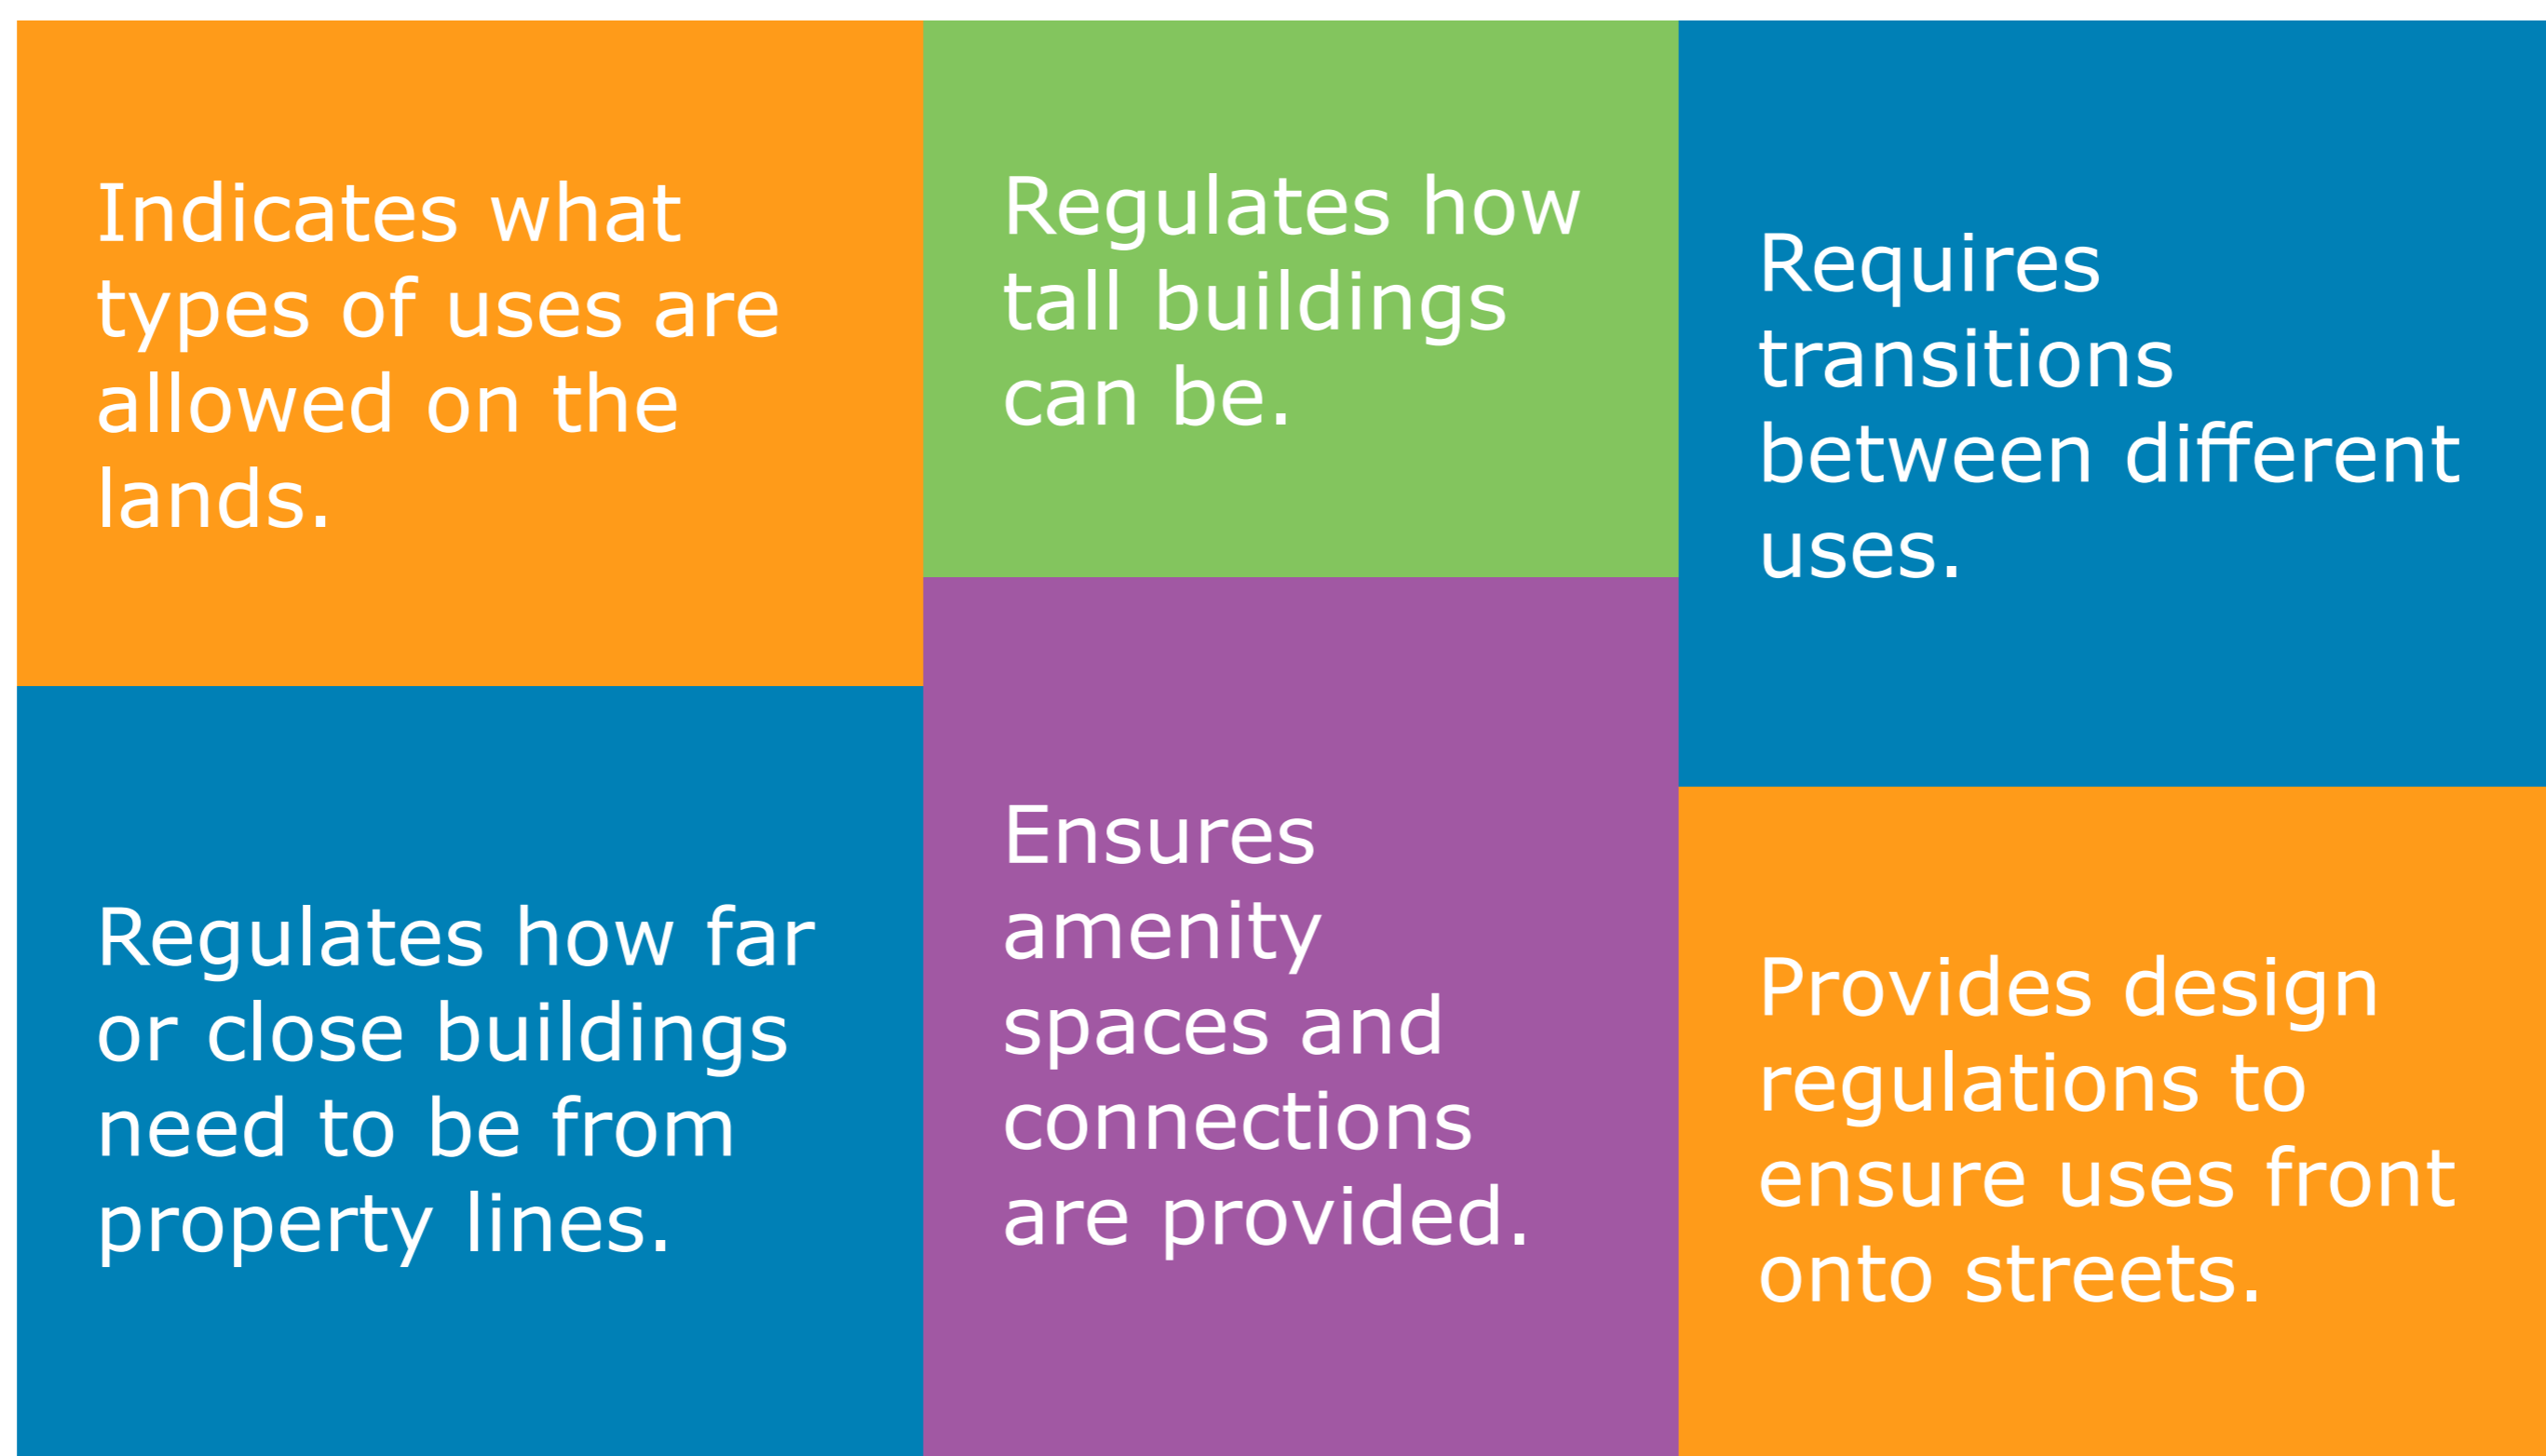 Indicates what
types of uses are
allowed on the
lands.
Regulates how
tall buildings
can be.
Requires
transitions
between different
uses.
Regulates how far
or close buildings
need to be from
property lines.
Ensures
amenity
spaces and
connections
are provided.
Provides design
regulations to
ensure uses front
onto streets.